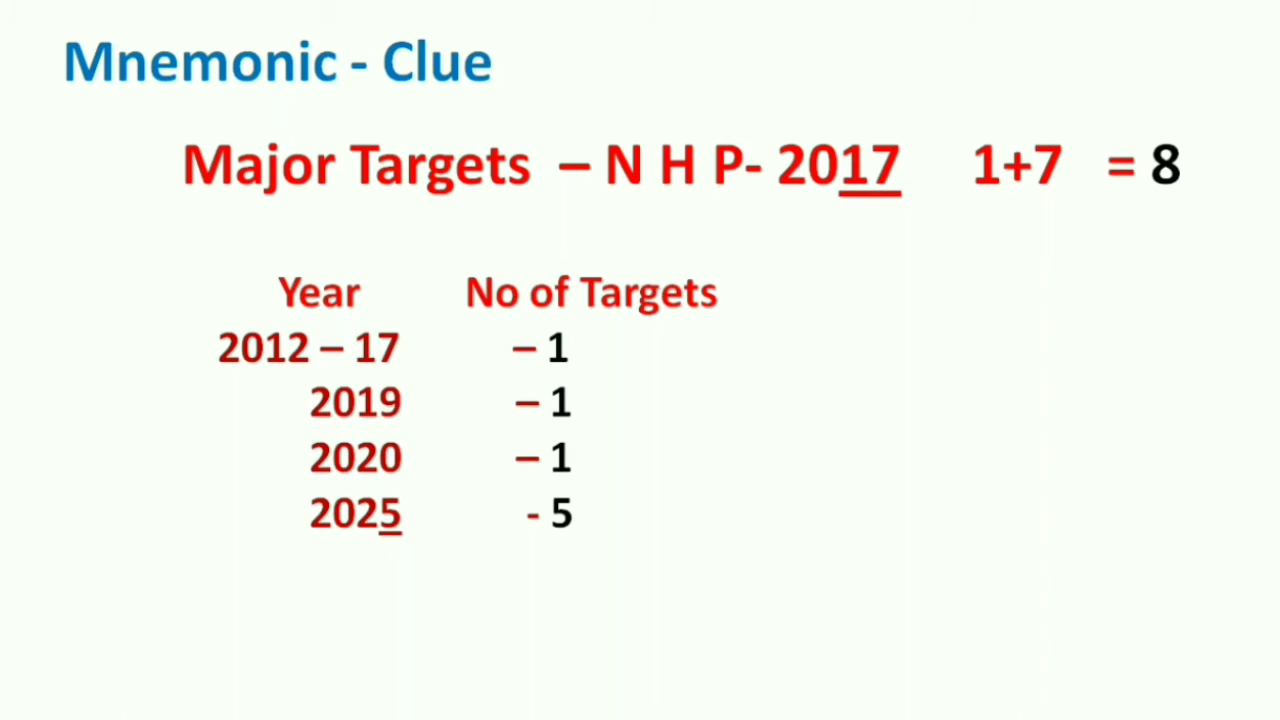 Mnemonic - Clue
Major Targets – N H P- 2017 1+7 = 8
Year No of Targets
2012 – 17 – 1
2019 – 1
2020 – 1
2025 - 5